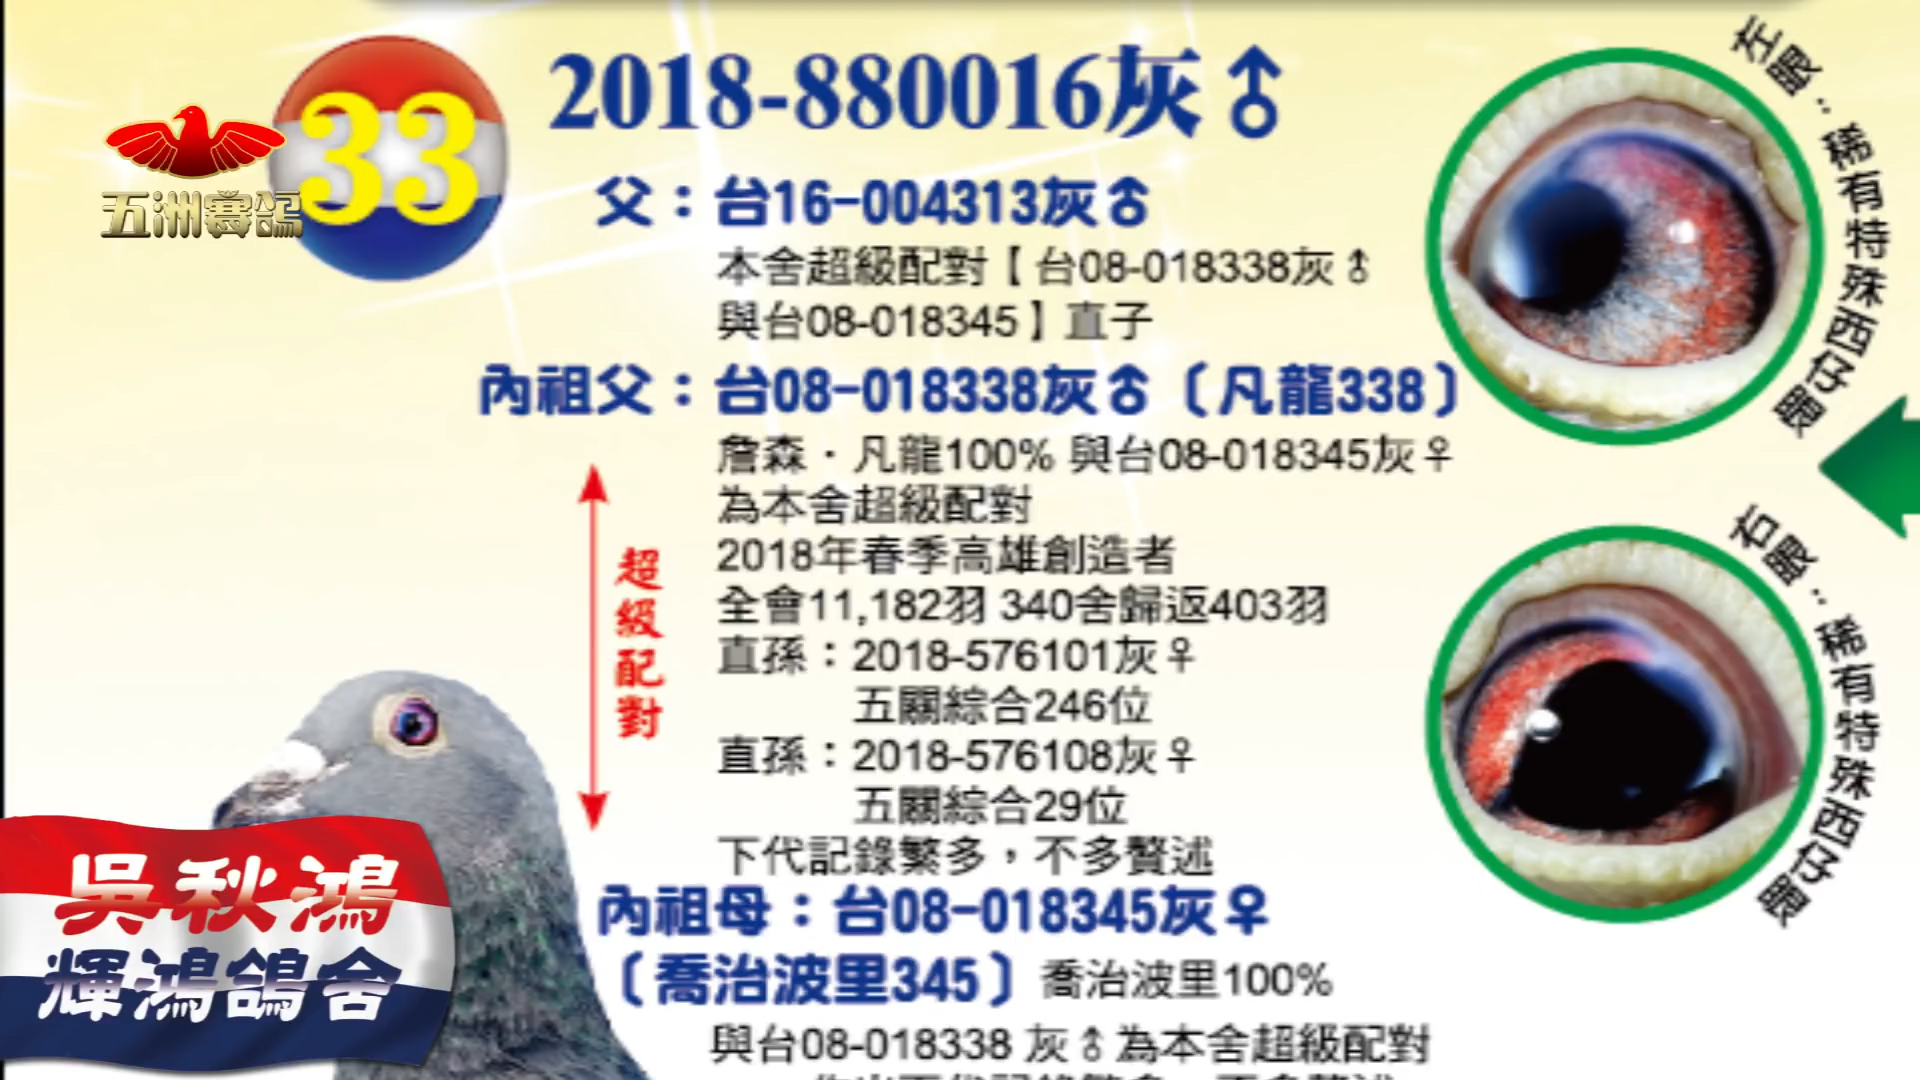 33
五洲賽鴿
2018-880016灰♂
父：台16-004313灰♂
本舍超級配對【台08-018338灰♂
與台08-018345】直子
內祖父：台08-018338灰♂〔凡龍338〕
詹森·凡龍100% 與台08-018345灰♀
為本舍超級配對
2018年春季高雄創造者
全會11,182羽 340舍歸返403羽
直孫：2018-576101灰♀
五關綜合246位
直孫：2018-576108灰♀
五關綜合29位
下代記錄繁多，不多贅述
超級配對
內祖母：台08-018345灰♀
〔喬治波里345〕喬治波里100%
與台08-018338 灰♂為本舍超級配對
左眼：稀有特殊西仔
右眼：稀有特殊西仔
吳秋鴻
輝鴻鴿舍